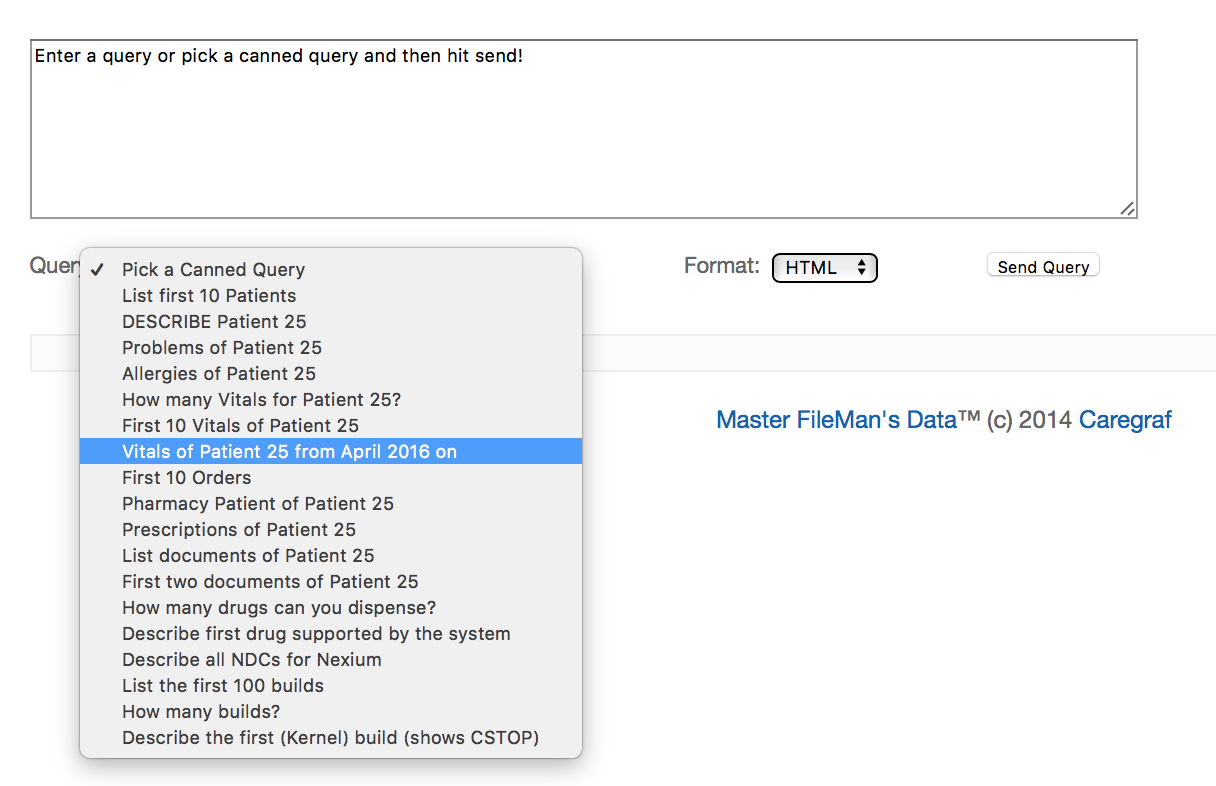 Enter a query or pick a canned query and then hit send!
Query
✓ Pick a Canned Query
Format: HTML
Send Query
List first 10 Patients
DESCRIBE Patient 25
Problems of Patient 25
Allergies of Patient 25
How many Vitals for Patient 25?
First 10 Vitals of Patient 25
Vitals of Patient 25 from April 2016 on
First 10 Orders
Pharmacy Patient of Patient 25
Prescriptions of Patient 25
List documents of Patient 25
First two documents of Patient 25
How many drugs can you dispense?
Describe first drug supported by the system
Describe all NDCs for Nexium
List the first 100 builds
How many builds?
Describe the first (Kernel) build (shows CSTOP)
Master FileMan's Data™ (c) 2014 Caregraf